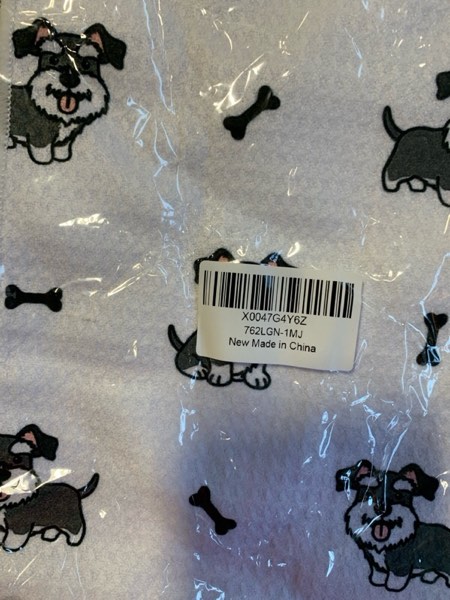 X0047G4Y6Z
762LGN-1MJ
New Made in China